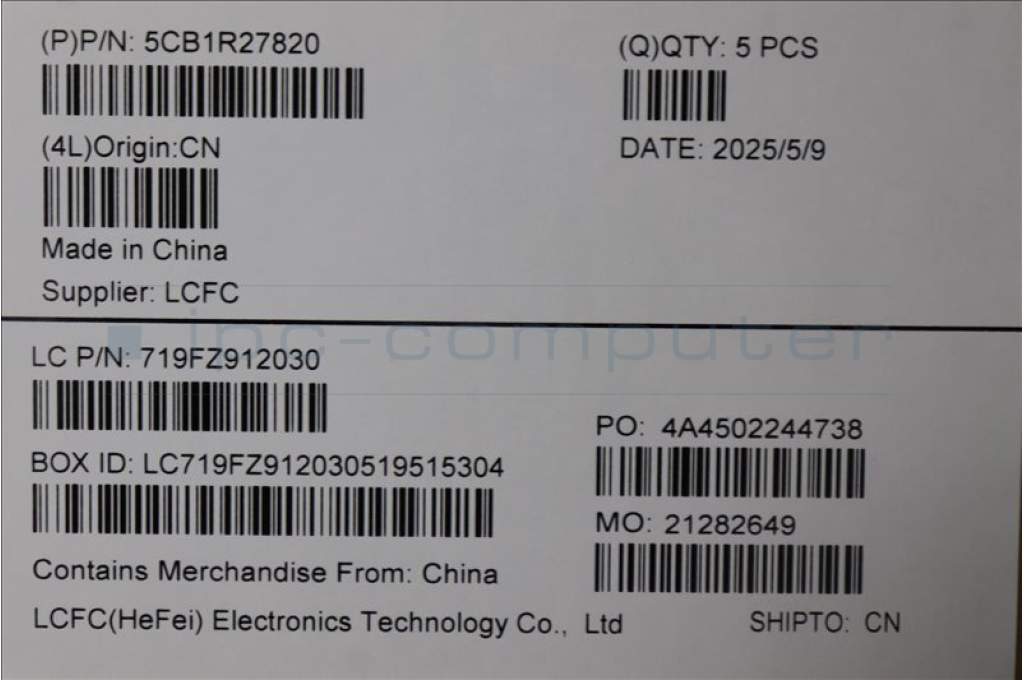 (P)P/N: 5CB1R27820
(Q)QTY: 5 PCS
(4L)Origin:CN
DATE: 2025/5/9
Made in China
Supplier: LCFC
inc-computer
LC P/N: 719FZ912030
PO: 4A4502244738
BOX ID: LC719FZ912030519515304
MO: 21282649
Contains Merchandise From: China
LCFC(HeFei) Electronics Technology Co., Ltd
SHIPTO: CN